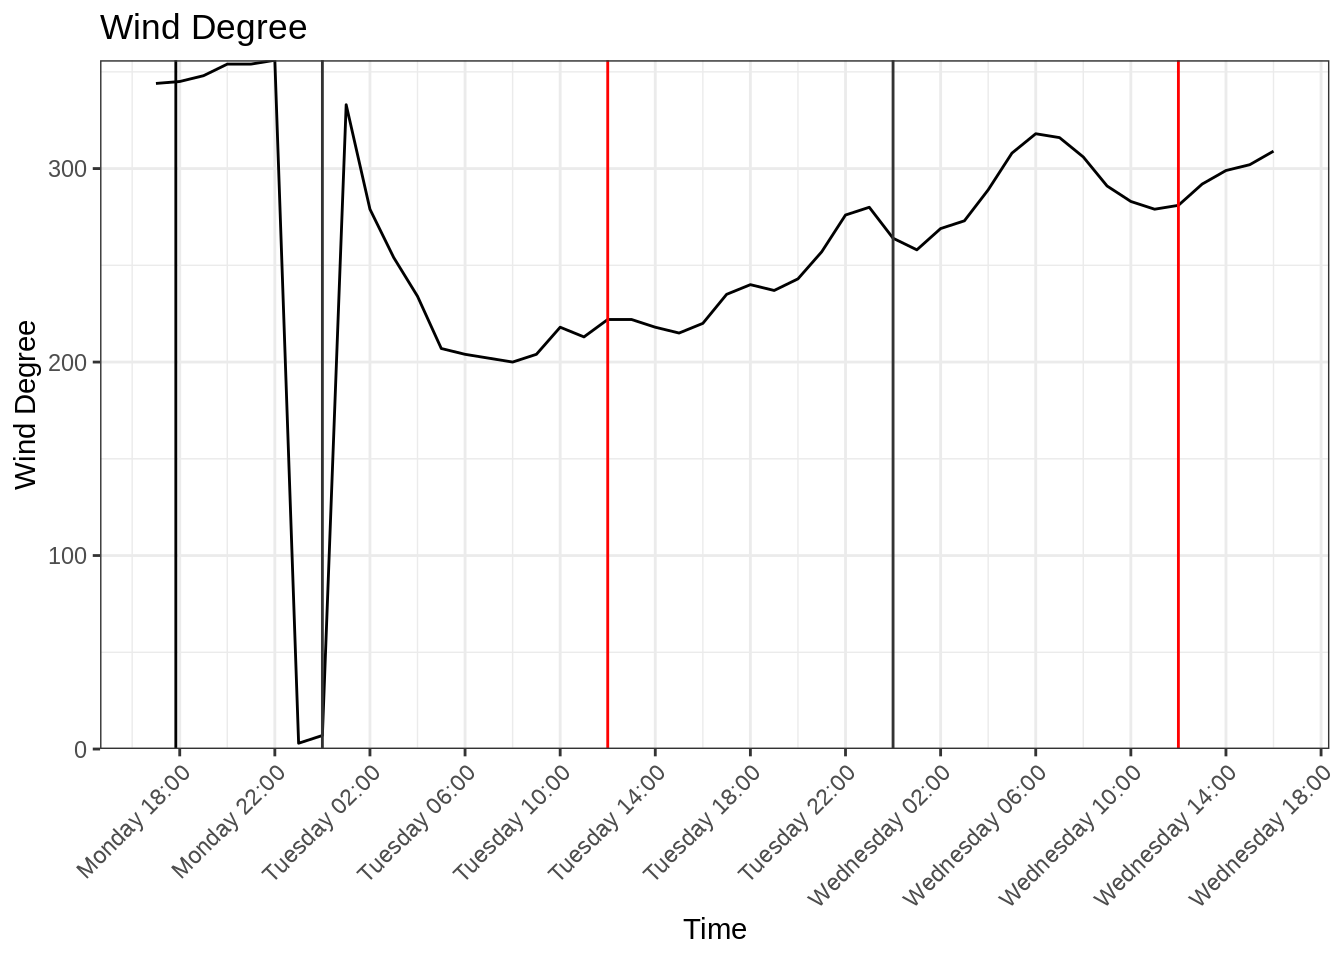 Wind Degree
Wind Degree
300
200
100
0
Monday 18:00
Monday 22:00
Tuesday 02:00
Tuesday 06:00
Tuesday 10:00
Tuesday 14:00
Tuesday 18:00
Tuesday 22:00
Wednesday 02:00
Wednesday 06:00
Wednesday 10:00
Wednesday 14:00
Wednesday 18:00
Time